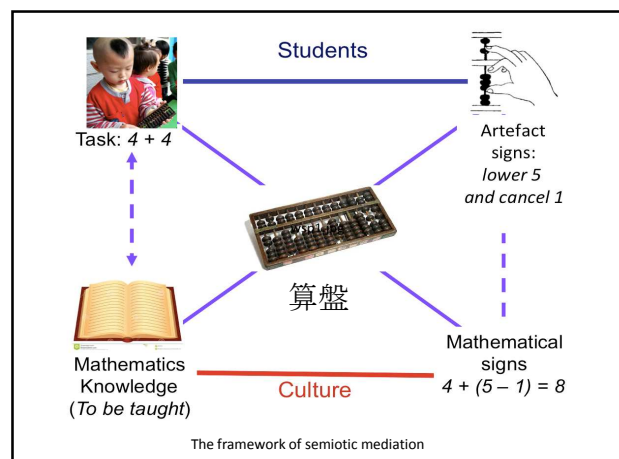 Students
Task: 4 + 4
Artefact
signs:
lower 5
and cancel 1
算盤
Mathematics
Knowledge
(To be taught)
Culture
Mathematical
signs
4 + (5 – 1) = 8
The framework of semiotic mediation